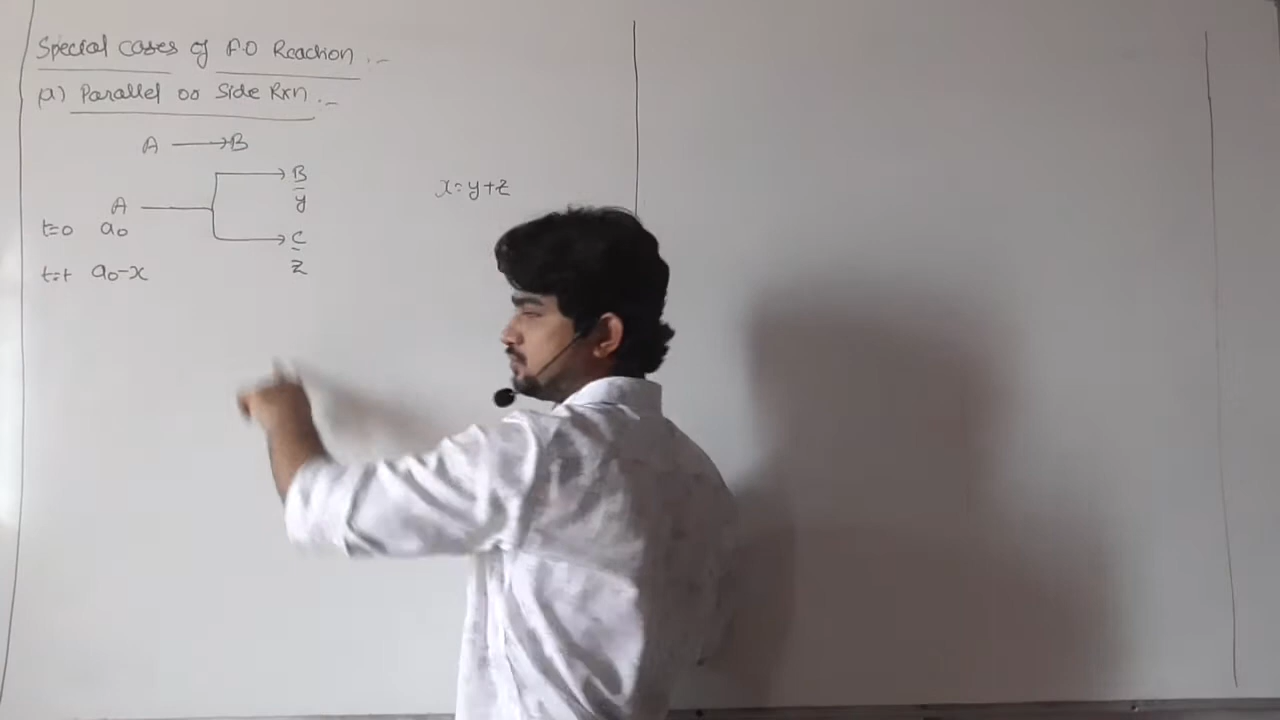 Special Cases of F.O Reaction :-
(a) Parallel or Side Rxn :-
A → B
B
y
x = y + z
A
t=0 a₀
C
z
t=t a₀-x